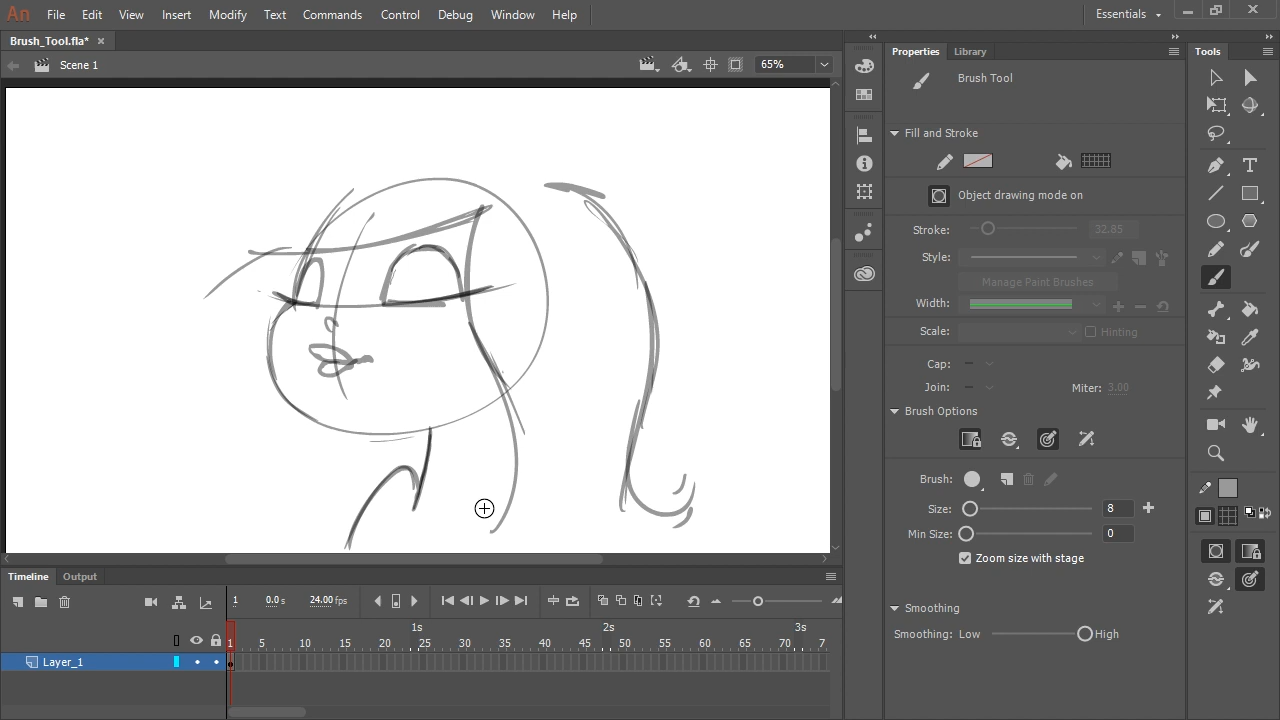 An File Edit View Insert Modify Text Commands Control Debug Window Help Essentials
Brush_Tool.fla*
Scene 1 65%
Properties Library
Brush Tool
Fill and Stroke
Object drawing mode on
Stroke: 32.85
Style:
Manage Paint Brushes
Width:
Scale: Hinting
Cap:
Join: Miter: 3.00
Brush Options
Brush:
Size: 8
Min Size: 0
Zoom size with stage
Smoothing
Smoothing: Low High
Tools
T
Timeline Output
1 0.0 s 24.00 fps
1s 2s 3s
1 5 10 15 20 25 30 35 40 45 50 55 60 65 70 7
Layer_1